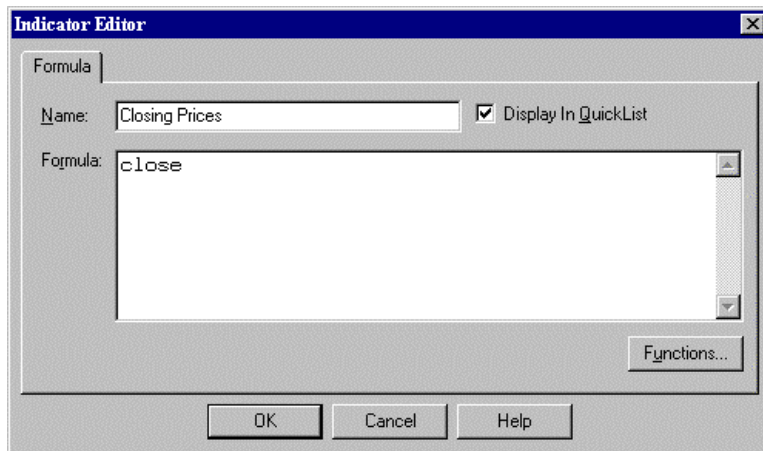 Indicator Editor
Formula
Name: Closing Prices Display In QuickList
Formula: close
Functions...
OK Cancel Help